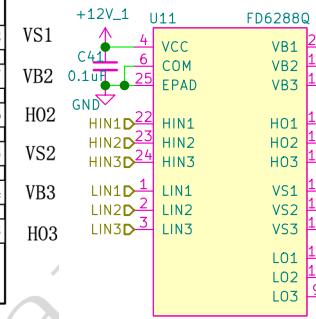 VS1
VB2
HO2
VS2
VB3
HO3
+12V_1
U11
FD6288Q
C41
0.1uF
GND
4 VCC VB1
6 COM VB2
25 EPAD VB3
HIN1 22 HIN1 HO1
HIN2 23 HIN2 HO2
HIN3 24 HIN3 HO3
LIN1 1 LIN1 VS1
LIN2 2 LIN2 VS2
LIN3 3 LIN3 VS3
LO1
LO2
LO3